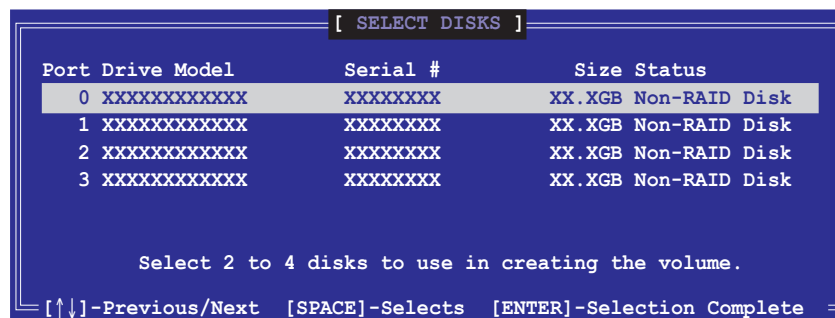 [ SELECT DISKS ]
Port Drive Model Serial # Size Status
0 XXXXXXXXXXXX XXXXXXXX XX.XGB Non-RAID Disk
1 XXXXXXXXXXXX XXXXXXXX XX.XGB Non-RAID Disk
2 XXXXXXXXXXXX XXXXXXXX XX.XGB Non-RAID Disk
3 XXXXXXXXXXXX XXXXXXXX XX.XGB Non-RAID Disk
Select 2 to 4 disks to use in creating the volume.
[↑↓]-Previous/Next [SPACE]-Selects [ENTER]-Selection Complete